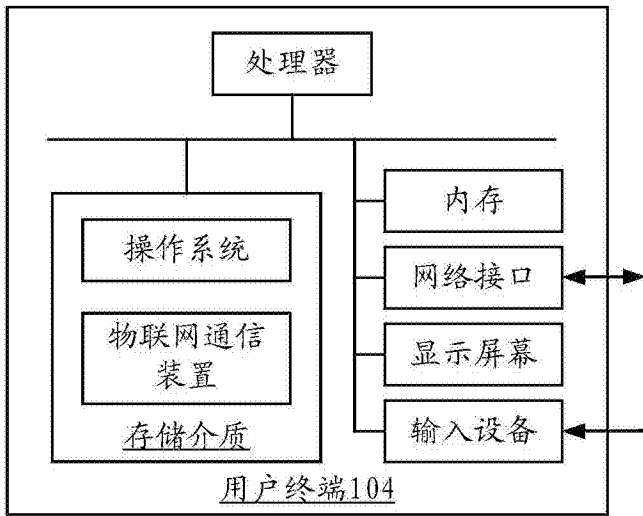 处理器
内存
操作系统
网络接口
物联网通信
装置
显示屏幕
存储介质
输入设备
用户终端104